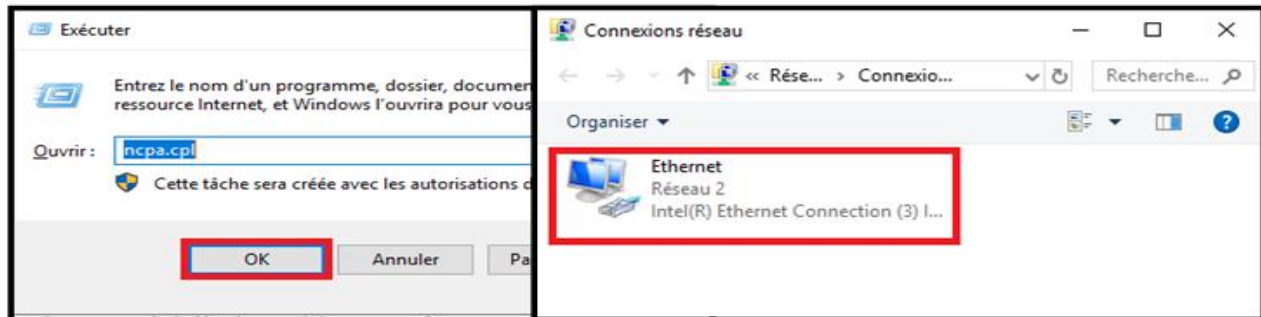 Exécuter
Entrez le nom d'un programme, dossier, documen
ressource Internet, et Windows l'ouvrira pour vous
Ouvrir :
ncpa.cpl
Cette tâche sera créée avec les autorisations d
OK
Annuler
Pa
Connexions réseau
« Rése... › Connexio...
Recherche...
Organiser
Ethernet
Réseau 2
Intel(R) Ethernet Connection (3) I...